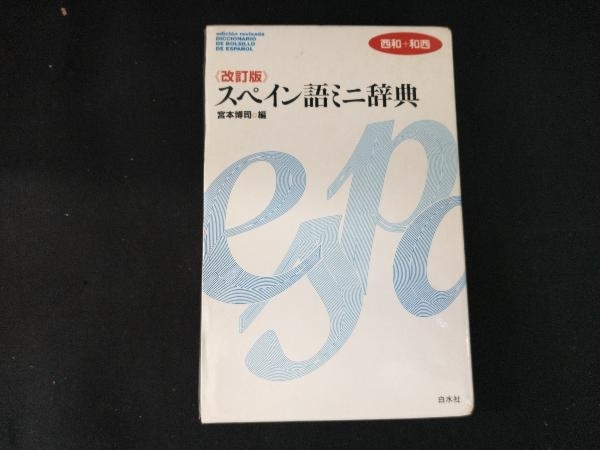 edición revisada
DICCIONARIO
DE BOLSILLO
DE ESPAÑOL
西和+和西
《改訂版》
スペイン語ミニ辞典
宮本博司○編
espa
白水社